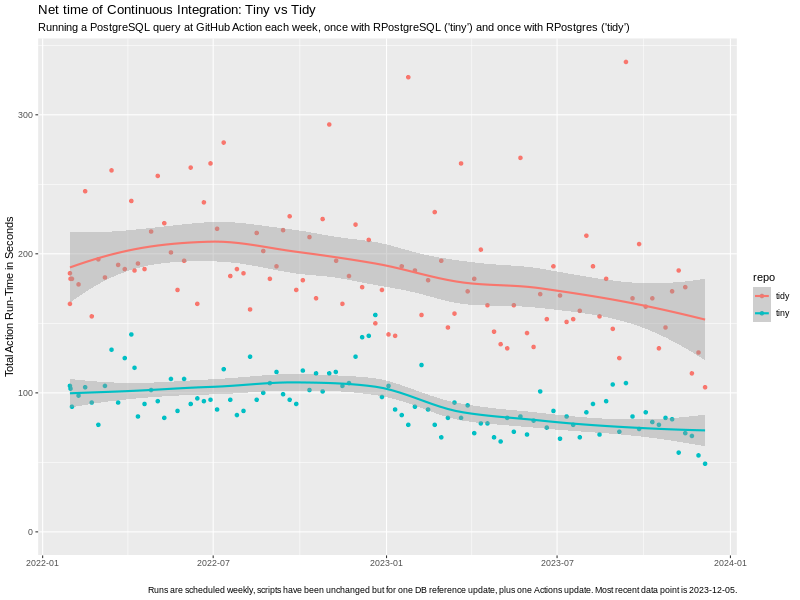 Net time of Continuous Integration: Tiny vs Tidy
Running a PostgreSQL query at GitHub Action each week, once with RPostgreSQL ('tiny') and once with RPostgres ('tidy')
Total Action Run-Time in Seconds
300
200
100
0
2022-01
2022-07
2023-01
2023-07
2024-01
repo
tidy
tiny
Runs are scheduled weekly, scripts have been unchanged but for one DB reference update, plus one Actions update. Most recent data point is 2023-12-05.